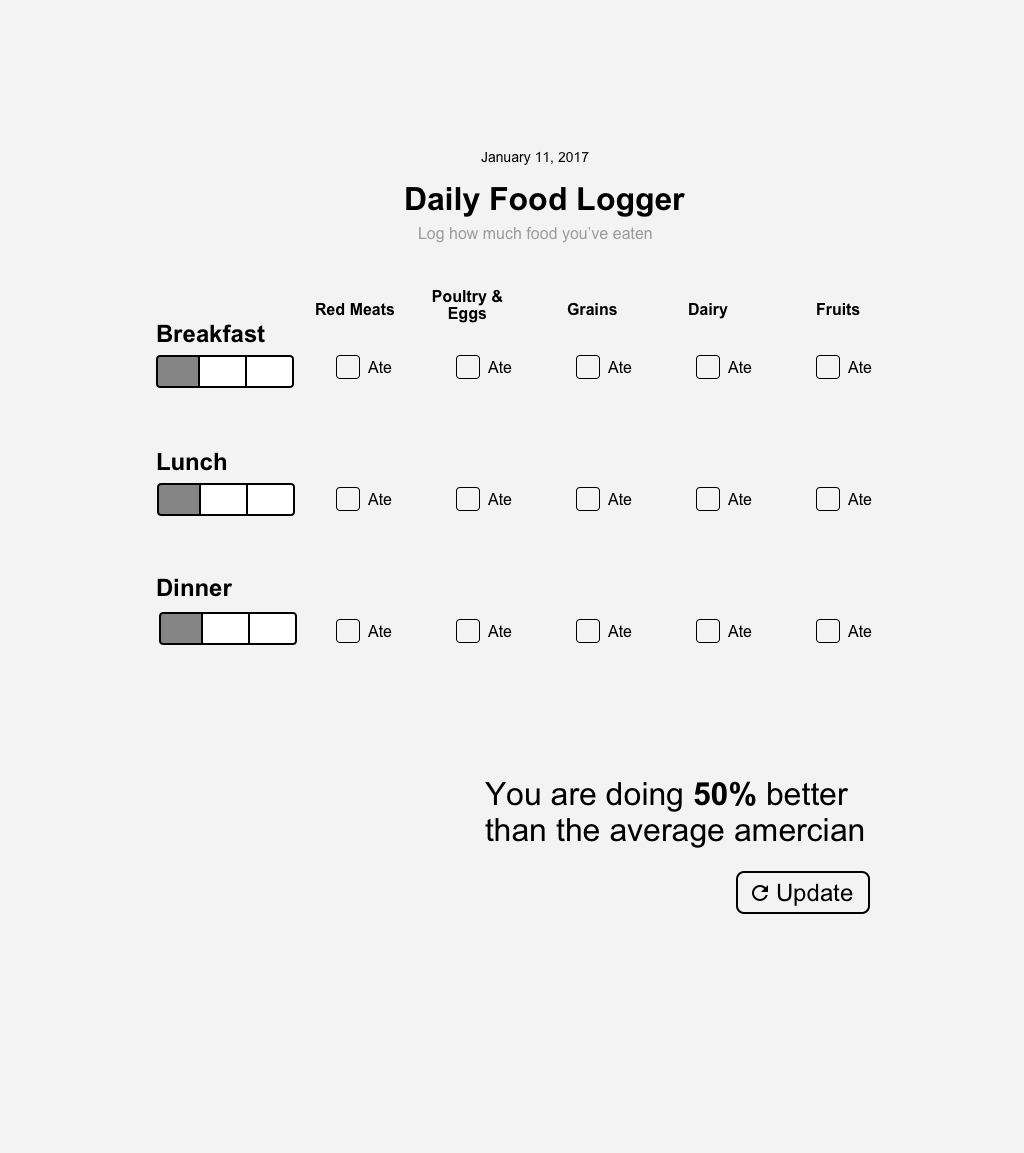 January 11, 2017
Daily Food Logger
Log how much food you've eaten
Red Meats
Poultry &
Eggs
Grains
Dairy
Fruits
Breakfast
Ate
Ate
Ate
Ate
Ate
Lunch
Ate
Ate
Ate
Ate
Ate
Dinner
Ate
Ate
Ate
Ate
Ate
You are doing 50% better
than the average amercian
Update